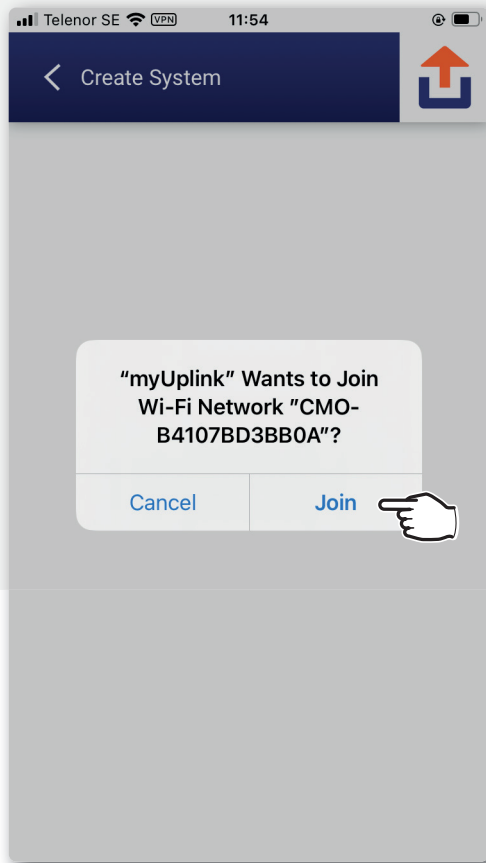 Telenor SE VPN 11:54
Create System
“myUplink” Wants to Join
Wi-Fi Network ”CMO-
B4107BD3BB0A”?
Cancel Join